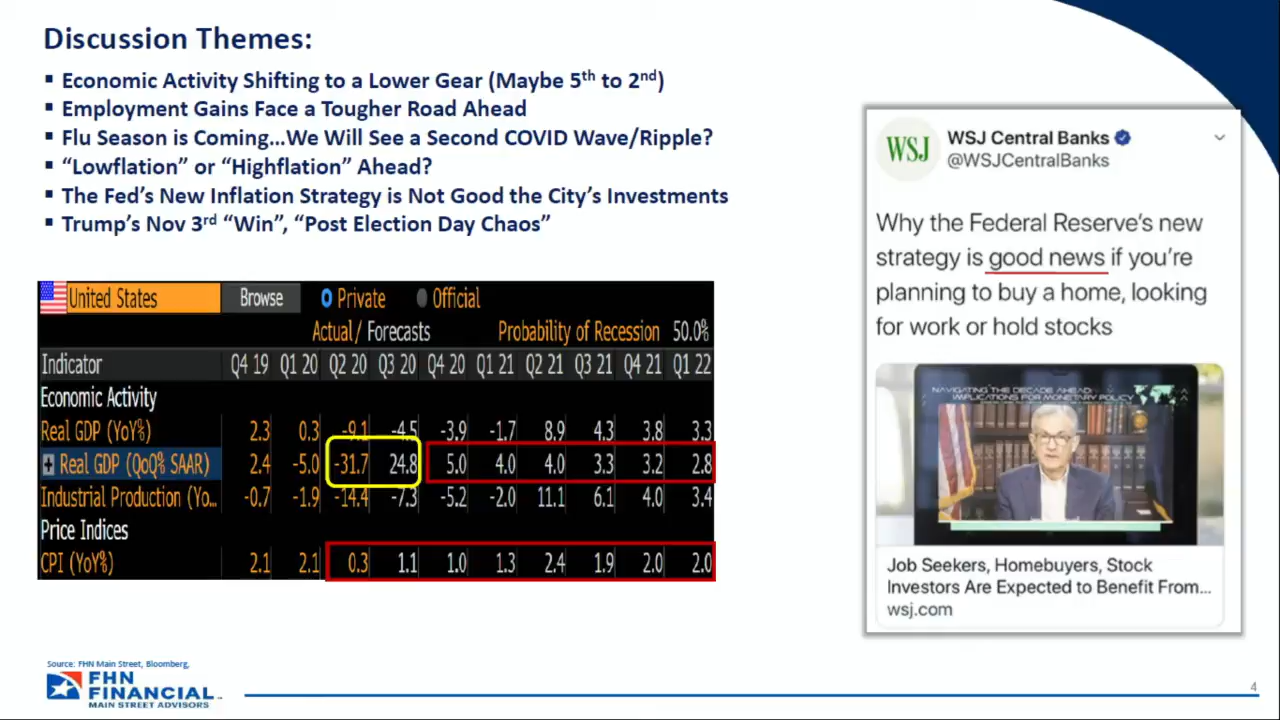 Discussion Themes:
▪ Economic Activity Shifting to a Lower Gear (Maybe 5th to 2nd)
▪ Employment Gains Face a Tougher Road Ahead
▪ Flu Season is Coming…We Will See a Second COVID Wave/Ripple?
▪ “Lowflation” or “Highflation” Ahead?
▪ The Fed’s New Inflation Strategy is Not Good the City’s Investments
▪ Trump’s Nov 3rd “Win”, “Post Election Day Chaos”
United States Browse Private Official
Actual/ Forecasts Probability of Recession 50.0%
Indicator Q4 19 Q1 20 Q2 20 Q3 20 Q4 20 Q1 21 Q2 21 Q3 21 Q4 21 Q1 22
Economic Activity
Real GDP (YoY%) 2.3 0.3 -9.1 -4.5 -3.9 -1.7 8.9 4.3 3.8 3.3
Real GDP (QoQ% SAAR) 2.4 -5.0 -31.7 24.8 5.0 4.0 4.0 3.3 3.2 2.8
Industrial Production (Yo… -0.7 -1.9 -14.4 -7.3 -5.2 -2.0 11.1 6.1 4.0 3.4
Price Indices
CPI (YoY%) 2.1 2.1 0.3 1.1 1.0 1.3 2.4 1.9 2.0 2.0
WSJ
WSJ Central Banks
@WSJCentralBanks
Why the Federal Reserve’s new
strategy is good news if you’re
planning to buy a home, looking
for work or hold stocks
NAVIGATING THE DECADE AHEAD:
IMPLICATIONS FOR MONETARY POLICY
Job Seekers, Homebuyers, Stock
Investors Are Expected to Benefit From...
wsj.com
Source: FHN Main Street, Bloomberg,
FHN
FINANCIAL
MAIN STREET ADVISORS
4